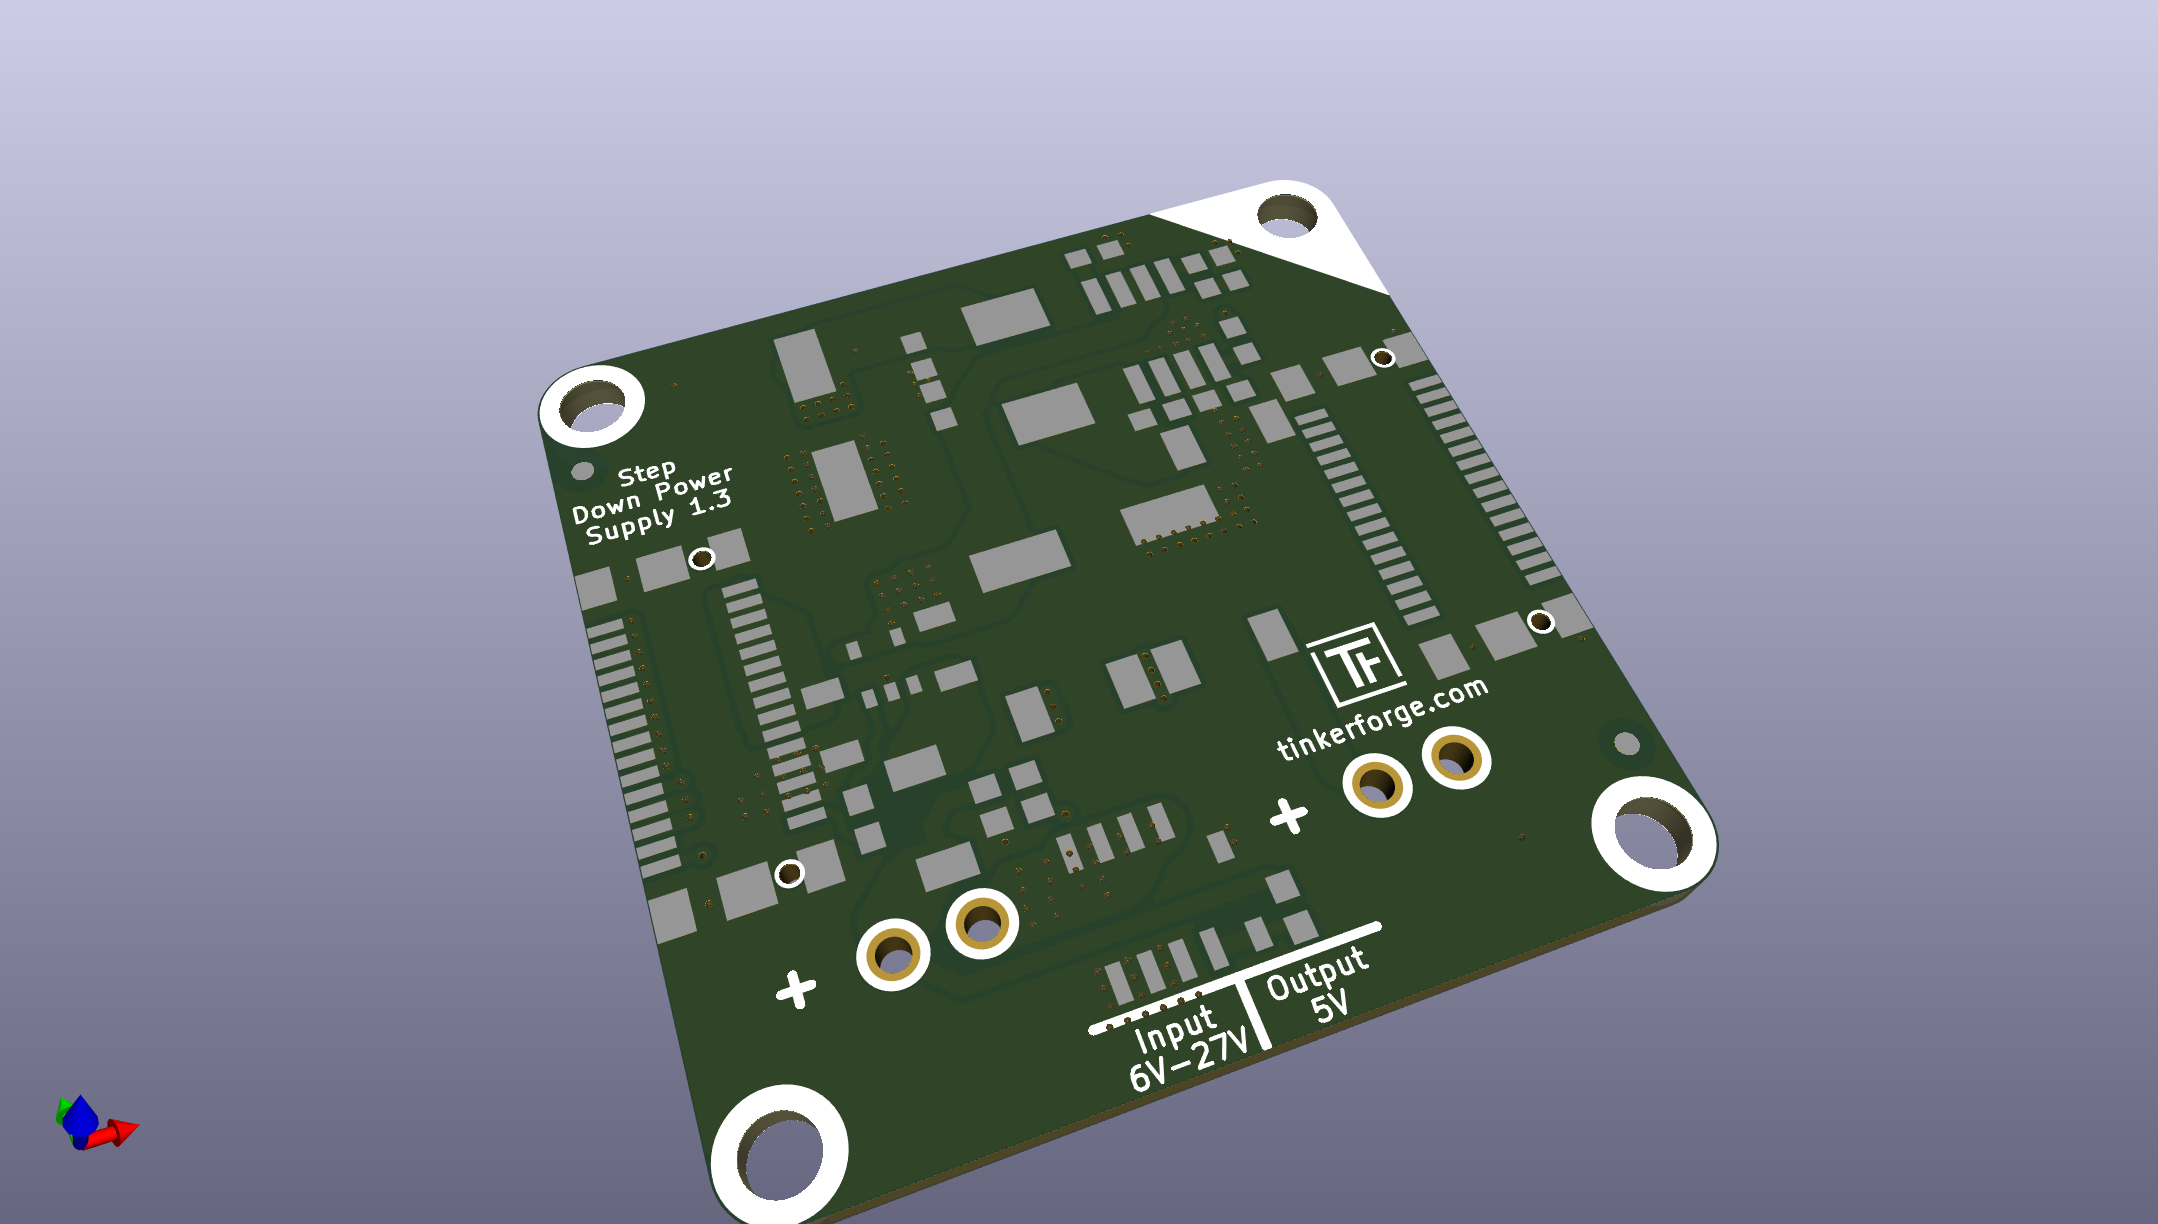 Step
Down Power
Supply 1.3
TF
tinkerforge.com
+
+
Output
5V
Input
6V-27V